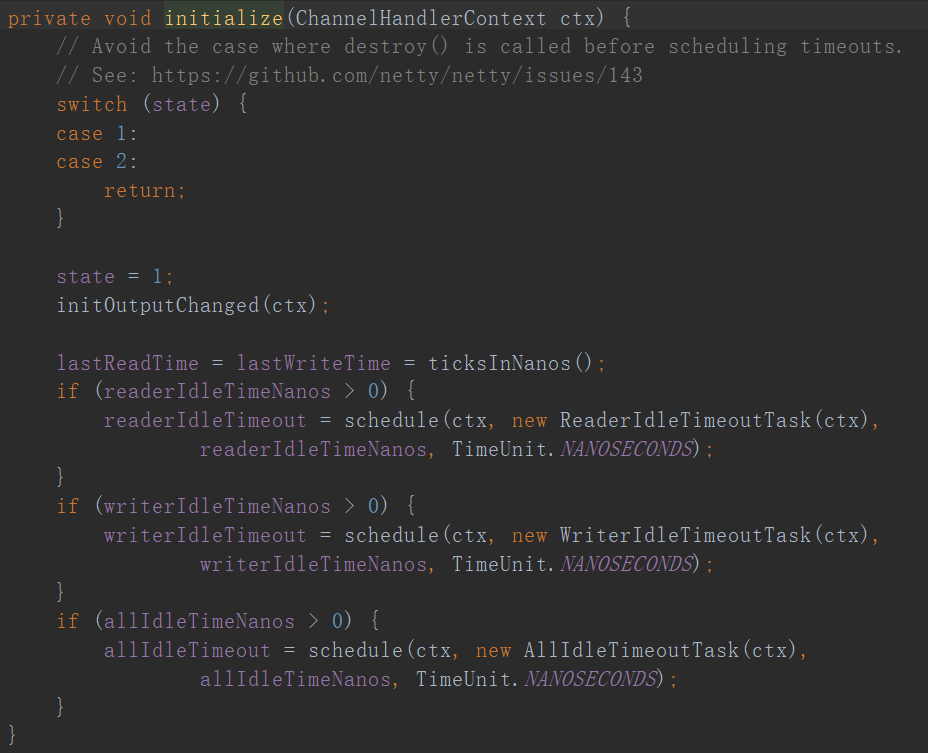 private void initialize(ChannelHandlerContext ctx) {
    // Avoid the case where destroy() is called before scheduling timeouts.
    // See: https://github.com/netty/netty/issues/143
    switch (state) {
    case 1:
    case 2:
        return;
    }

    state = 1;
    initOutputChanged(ctx);

    lastReadTime = lastWriteTime = ticksInNanos();
    if (readerIdleTimeNanos > 0) {
        readerIdleTimeout = schedule(ctx, new ReaderIdleTimeoutTask(ctx),
                readerIdleTimeNanos, TimeUnit.NANOSECONDS);
    }
    if (writerIdleTimeNanos > 0) {
        writerIdleTimeout = schedule(ctx, new WriterIdleTimeoutTask(ctx),
                writerIdleTimeNanos, TimeUnit.NANOSECONDS);
    }
    if (allIdleTimeNanos > 0) {
        allIdleTimeout = schedule(ctx, new AllIdleTimeoutTask(ctx),
                allIdleTimeNanos, TimeUnit.NANOSECONDS);
    }
}